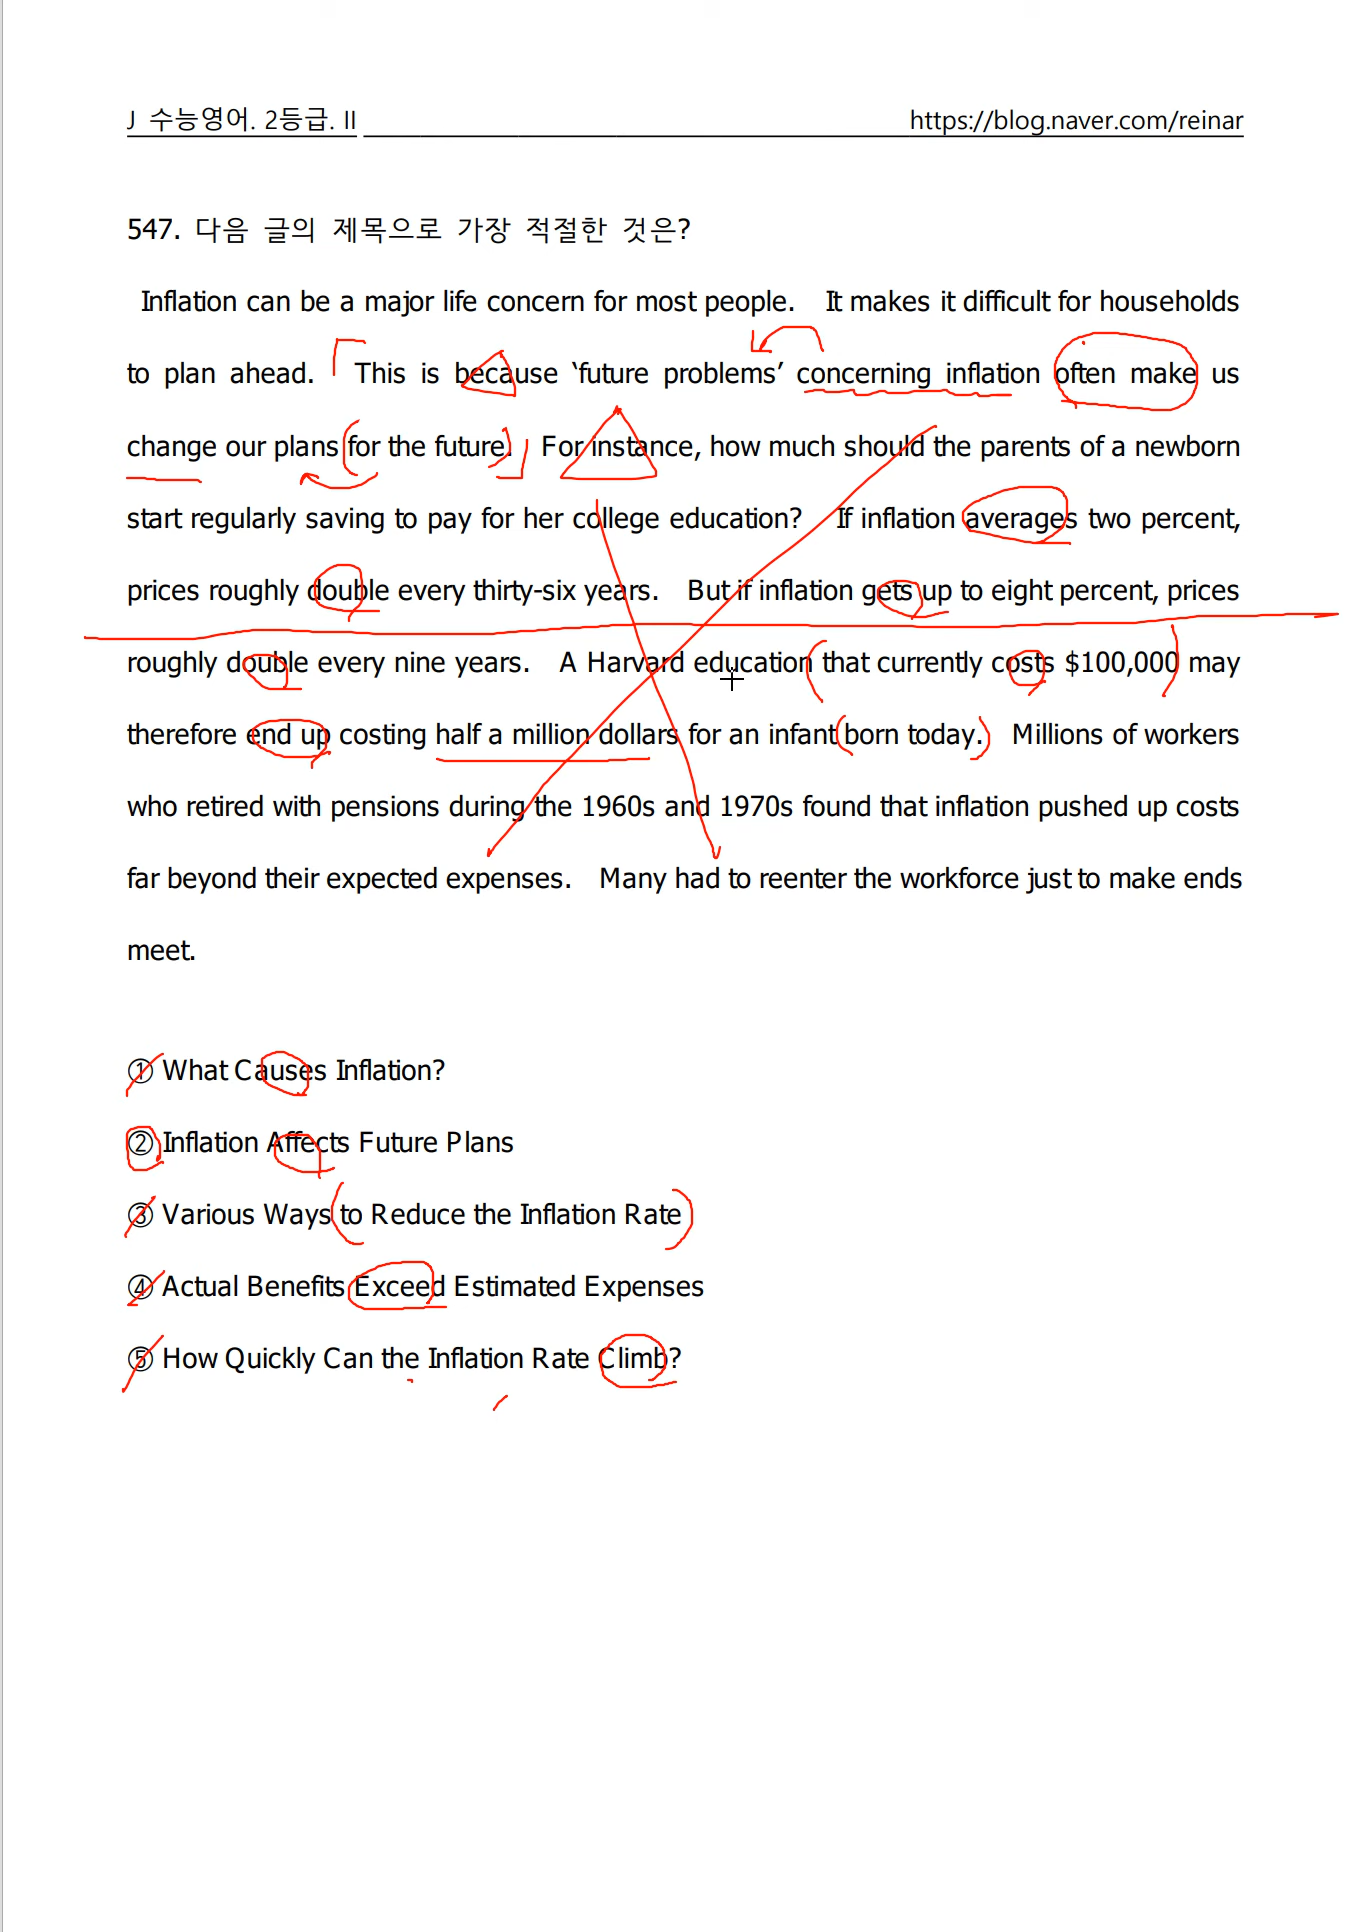 J 수능영어. 2등급. II https://blog.naver.com/reinar
547. 다음 글의 제목으로 가장 적절한 것은?
Inflation can be a major life concern for most people. It makes it difficult for households
to plan ahead. This is because ‘future problems’ concerning inflation often make us
change our plans for the future. For instance, how much should the parents of a newborn
start regularly saving to pay for her college education? If inflation averages two percent,
prices roughly double every thirty-six years. But if inflation gets up to eight percent, prices
roughly double every nine years. A Harvard education that currently costs $100,000 may
therefore end up costing half a million dollars for an infant born today. Millions of workers
who retired with pensions during the 1960s and 1970s found that inflation pushed up costs
far beyond their expected expenses. Many had to reenter the workforce just to make ends
meet.
① What Causes Inflation?
② Inflation Affects Future Plans
③ Various Ways to Reduce the Inflation Rate
④ Actual Benefits Exceed Estimated Expenses
⑤ How Quickly Can the Inflation Rate Climb?